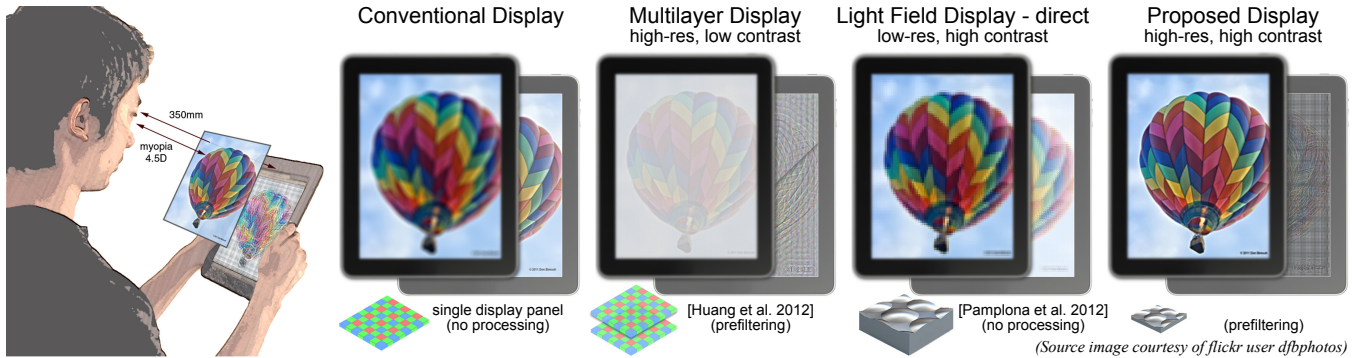 350mm
myopia
4.5D
Conventional Display
single display panel
(no processing)
Multilayer Display
high-res, low contrast
[Huang et al. 2012]
(prefiltering)
Light Field Display - direct
low-res, high contrast
[Pamplona et al. 2012]
(no processing)
Proposed Display
high-res, high contrast
(prefiltering)
(Source image courtesy of flickr user dfbphotos)